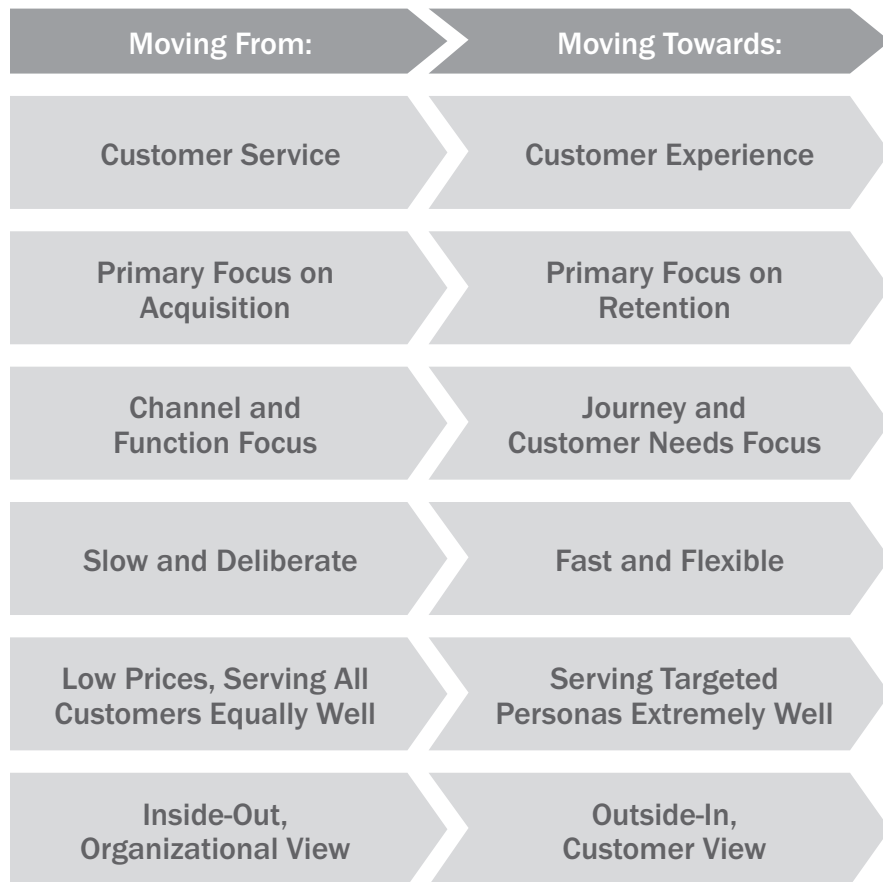 Moving From:
Moving Towards:
Customer Service
Customer Experience
Primary Focus on
Acquisition
Primary Focus on
Retention
Channel and
Function Focus
Journey and
Customer Needs Focus
Slow and Deliberate
Fast and Flexible
Low Prices, Serving All
Customers Equally Well
Serving Targeted
Personas Extremely Well
Inside-Out,
Organizational View
Outside-In,
Customer View